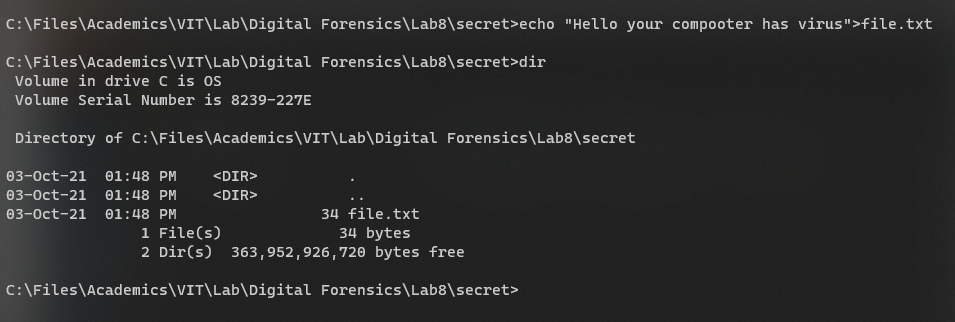 C:\Files\Academics\VIT\Lab\Digital Forensics\Lab8\secret>echo "Hello your compooter has virus">file.txt
C:\Files\Academics\VIT\Lab\Digital Forensics\Lab8\secret>dir
 Volume in drive C is OS
 Volume Serial Number is 8239-227E
 Directory of C:\Files\Academics\VIT\Lab\Digital Forensics\Lab8\secret
03-Oct-21  01:48 PM    <DIR>          .
03-Oct-21  01:48 PM    <DIR>          ..
03-Oct-21  01:48 PM                34 file.txt
               1 File(s)             34 bytes
               2 Dir(s)  363,952,926,720 bytes free
C:\Files\Academics\VIT\Lab\Digital Forensics\Lab8\secret>